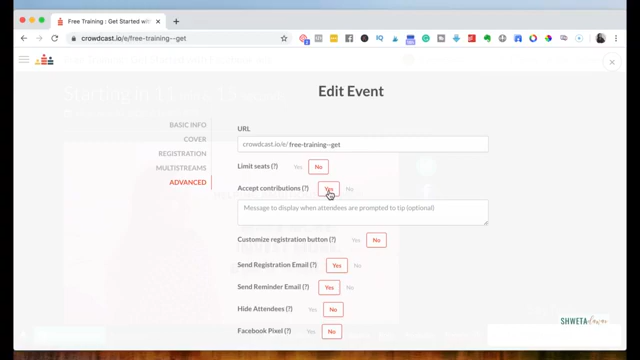 Free Training : Get Started with
crowdcast.io/e/free-training--get
Edit Event
BASIC INFO
COVER
REGISTRATION
MULTISTREAMS
ADVANCED
URL
crowdcast.io/e/ free-training--get
Limit seats (?) Yes No
Accept contributions (?) Yes No
Message to display when attendees are prompted to tip (optional)
Customize registration button (?) Yes No
Send Registration Email (?) Yes No
Send Reminder Email (?) Yes No
Hide Attendees (?) Yes No
Facebook Pixel (?) Yes No
Starting in
SHWETA